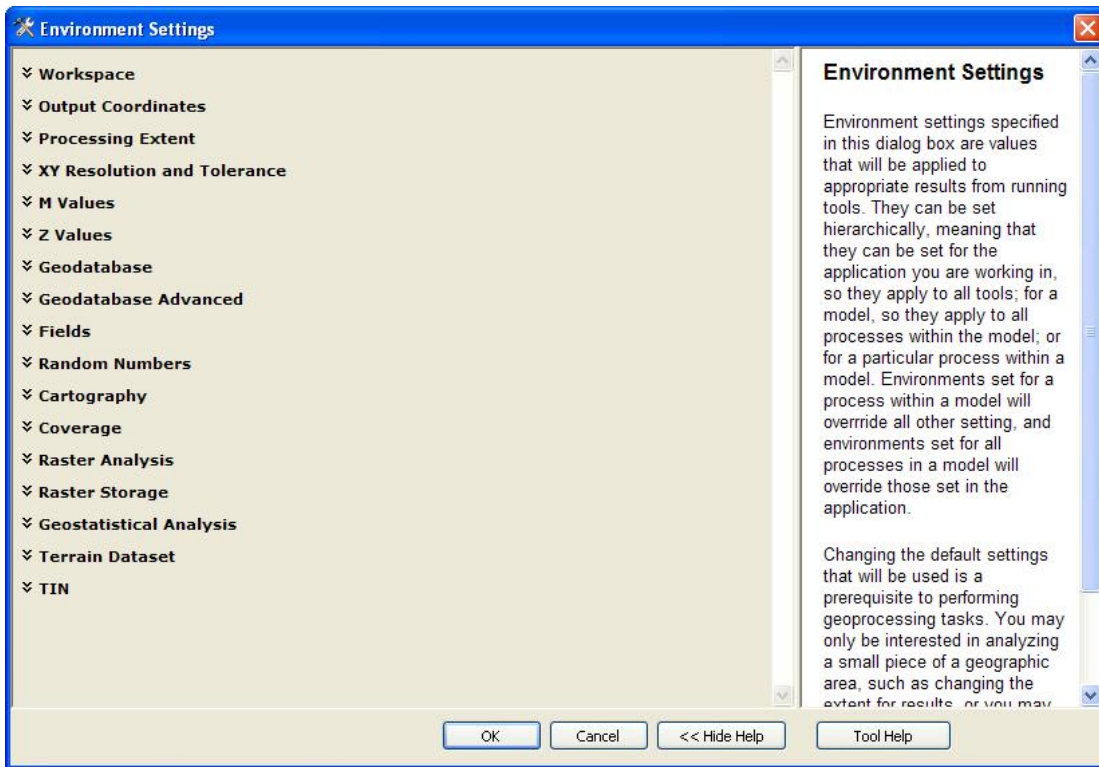 Environment Settings
Workspace
Output Coordinates
Processing Extent
XY Resolution and Tolerance
M Values
Z Values
Geodatabase
Geodatabase Advanced
Fields
Random Numbers
Cartography
Coverage
Raster Analysis
Raster Storage
Geostatistical Analysis
Terrain Dataset
TIN
Environment Settings
Environment settings specified
in this dialog box are values
that will be applied to
appropriate results from running
tools. They can be set
hierarchically, meaning that
they can be set for the
application you are working in,
so they apply to all tools; for a
model, so they apply to all
processes within the model; or
for a particular process within a
model. Environments set for a
process within a model will
overrride all other setting, and
environments set for all
processes in a model will
override those set in the
application.
Changing the default settings
that will be used is a
prerequisite to performing
geoprocessing tasks. You may
only be interested in analyzing
a small piece of a geographic
area, such as changing the
extent for results, or you may
OK
Cancel
<< Hide Help
Tool Help